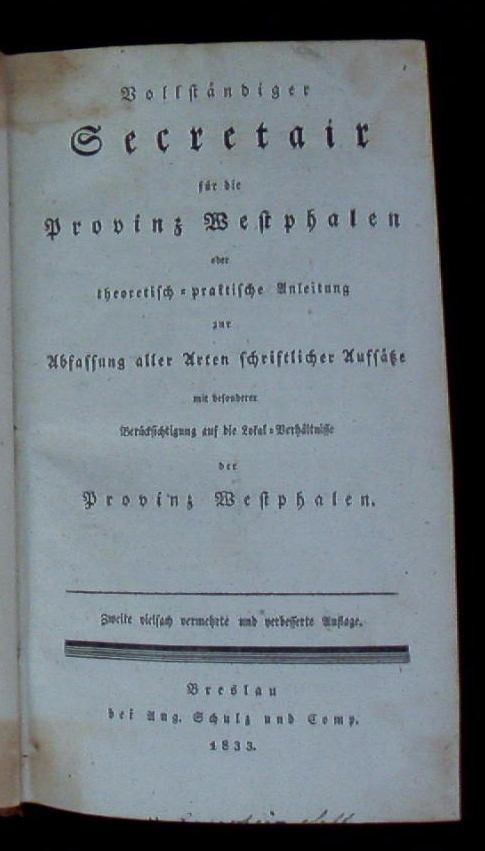 Vollständiger
Secretair
für die
Provinz Westphalen
oder
theoretisch-praktische Anleitung
zur
Abfassung aller Arten schriftlicher Aufsätze
mit besonderer
Berücksichtigung auf die Lokal-Verhältnisse
der
Provinz Westphalen.
Zweite vielfach vermehrte und verbesserte Auflage.
Breslau
bei Aug. Schulz und Comp.
1833.